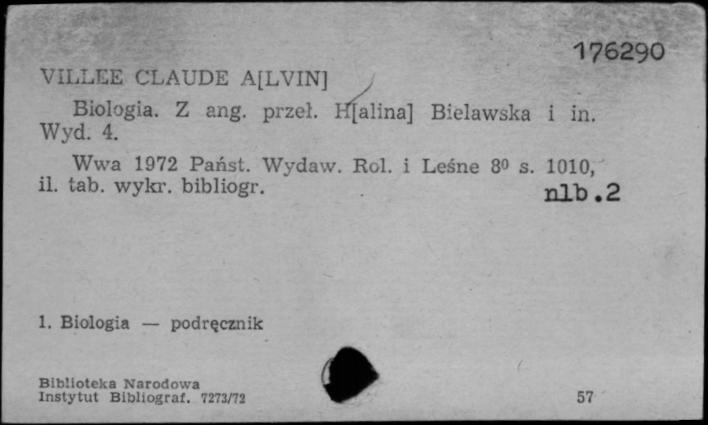 176290
VILLEE CLAUDE A[LVIN]
Biologia. Z ang. przeł. H[alina] Bielawska i in.
Wyd. 4.
Wwa 1972 Państ. Wydaw. Rol. i Leśne 8⁰ s. 1010,
il. tab. wykr. bibliogr.
nlb.2
1. Biologia — podręcznik
Biblioteka Narodowa
Instytut Bibliograf. 7273/72
57